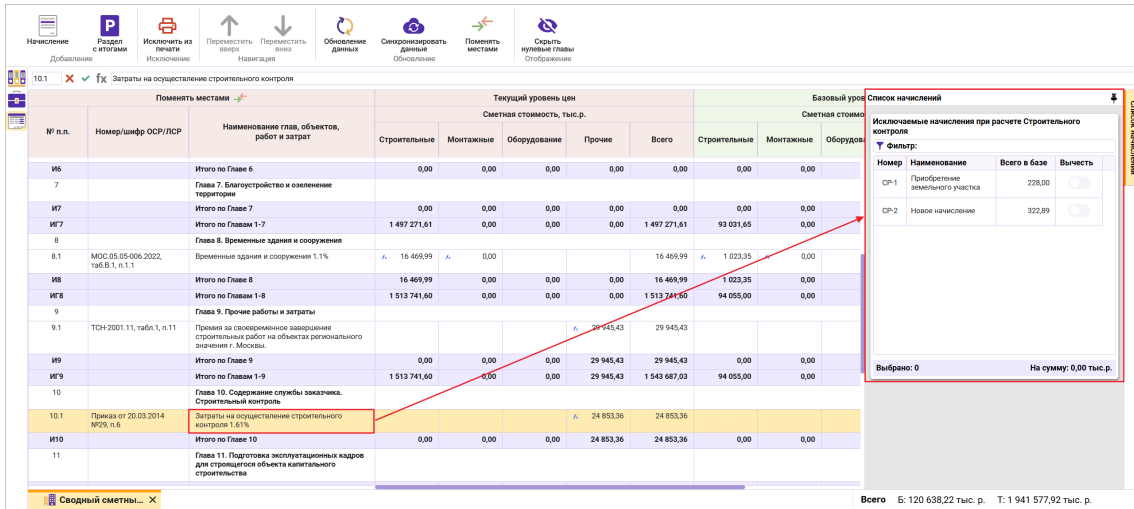 Начисление
Раздел с итогами
Исключить из печати
Переместить вверх
Переместить вниз
Обновление данных
Синхронизировать данные
Поменять местами
Скрыть нулевые главы
Добавление
Исключение
Навигация
Обновление
Отображение
10.1 fx Затраты на осуществление строительного контроля
Поменять местами
Текущий уровень цен
Базовый уров
Сметная стоимость, тыс.р.
Сметная стоимо
№ п.п. Номер/шифр ОСР/ЛСР Наименование глав, объектов, работ и затрат Строительные Монтажные Оборудование Прочие Всего Строительные Монтажные Оборудова
И6 Итого по Главе 6 0,00 0,00 0,00 0,00 0,00 0,00 0,00
7 Глава 7. Благоустройство и озеленение территории
И7 Итого по Главе 7 0,00 0,00 0,00 0,00 0,00 0,00 0,00
ИГ7 Итого по Главам 1-7 1 497 271,61 0,00 0,00 0,00 1 497 271,61 93 031,65 0,00
8 Глава 8. Временные здания и сооружения
8.1 МОС.05.05-006.2022, таб.В.1, п.1.1 Временные здания и сооружения 1.1% fx 16 469,99 fx 0,00 16 469,99 fx 1 023,35 0,00
И8 Итого по Главе 8 16 469,99 0,00 0,00 0,00 16 469,99 1 023,35 0,00
ИГ8 Итого по Главам 1-8 1 513 741,60 0,00 0,00 0,00 1 513 741,60 94 055,00 0,00
9 Глава 9. Прочие работы и затраты
9.1 ТСН-2001.11, табл.1, п.11 Премия за своевременное завершение строительных работ на объектах регионального значения г. Москвы. fx 29 945,43 29 945,43
И9 Итого по Главе 9 0,00 0,00 0,00 29 945,43 29 945,43 0,00 0,00
ИГ9 Итого по Главам 1-9 1 513 741,60 0,00 0,00 29 945,43 1 543 687,03 94 055,00 0,00
10 Глава 10. Содержание службы заказчика. Строительный контроль
10.1 Приказ от 20.03.2014 №29, п.6 Затраты на осуществление строительного контроля 1.61% fx 24 853,36 24 853,36
И10 Итого по Главе 10 0,00 0,00 0,00 24 853,36 24 853,36 0,00 0,00
11 Глава 11. Подготовка эксплуатационных кадров для строящегося объекта капитального строительства
Список начислений
Исключаемые начисления при расчете Строительного контроля
Фильтр:
Номер Наименование Всего в базе Вычесть
СР-1 Приобретение земельного участка 228,00
СР-2 Новое начисление 322,89
Выбрано: 0 На сумму: 0,00 тыс.р.
Список начислений
Сводный сметны... X
Всего Б: 120 638,22 тыс. р. Т: 1 941 577,92 тыс. р.